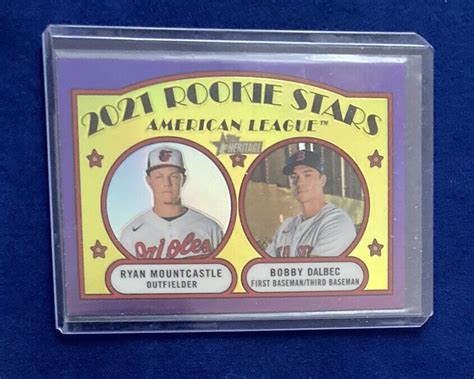 2021 ROOKIE STARS
AMERICAN LEAGUE™
HERITAGE
Orioles
RYAN MOUNTCASTLE
OUTFIELDER
BOBBY DALBEC
FIRST BASEMAN/THIRD BASEMAN